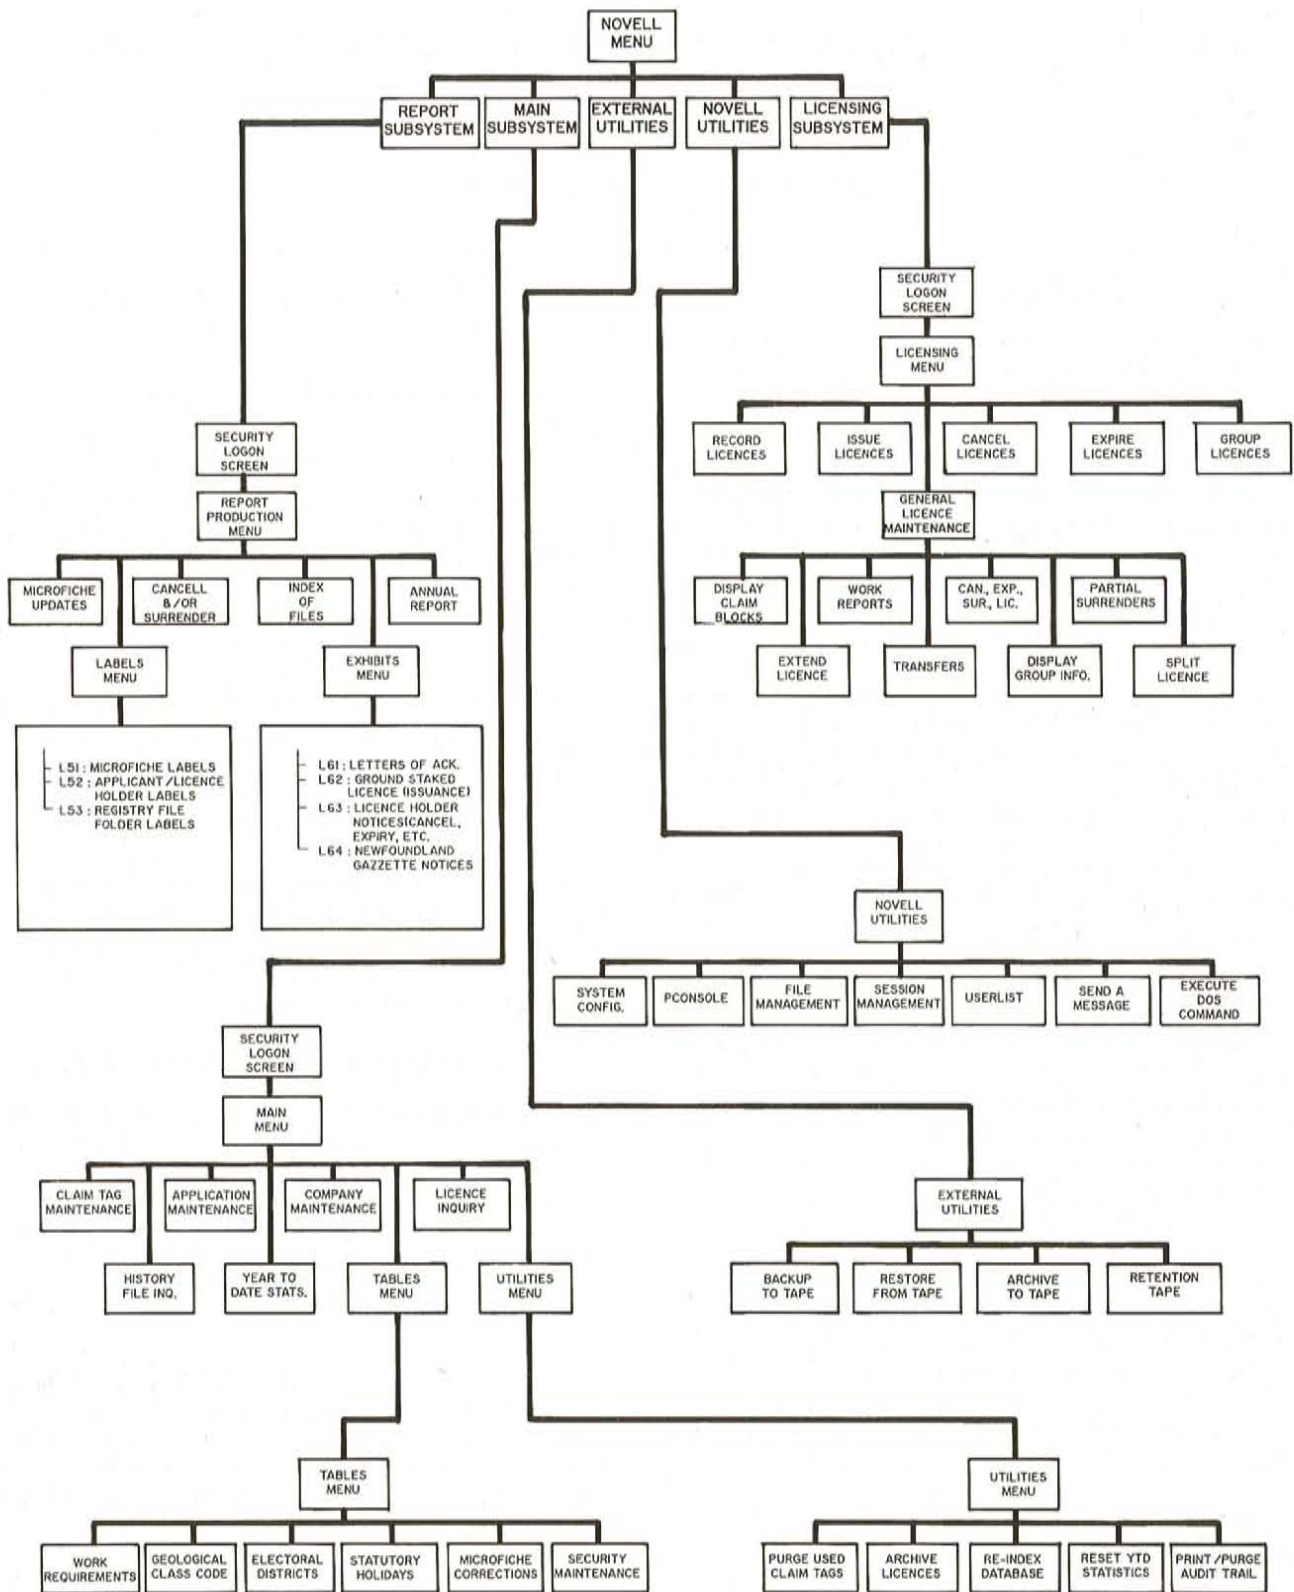 NOVELL
MENU
REPORT
SUBSYSTEM
MAIN
SUBSYSTEM
EXTERNAL
UTILITIES
NOVELL
UTILITIES
LICENSING
SUBSYSTEM
SECURITY
LOGON
SCREEN
LICENSING
MENU
RECORD
LICENCES
ISSUE
LICENCES
CANCEL
LICENCES
EXPIRE
LICENCES
GROUP
LICENCES
GENERAL
LICENCE
MAINTENANCE
DISPLAY
CLAIM
BLOCKS
WORK
REPORTS
CAN., EXP.,
SUR., LIC.
PARTIAL
SURRENDERS
EXTEND
LICENCE
TRANSFERS
DISPLAY
GROUP INFO.
SPLIT
LICENCE
SECURITY
LOGON
SCREEN
REPORT
PRODUCTION
MENU
MICROFICHE
UPDATES
CANCELL
&/OR
SURRENDER
INDEX
OF
FILES
ANNUAL
REPORT
LABELS
MENU
EXHIBITS
MENU
L51 : MICROFICHE LABELS
L52 : APPLICANT/LICENCE
HOLDER LABELS
L53 : REGISTRY FILE
FOLDER LABELS
L61 : LETTERS OF ACK.
L62 : GROUND STAKED
LICENCE (ISSUANCE)
L63 : LICENCE HOLDER
NOTICES(CANCEL,
EXPIRY, ETC.
L64 : NEWFOUNDLAND
GAZZETTE NOTICES
NOVELL
UTILITIES
SYSTEM
CONFIG.
PCONSOLE
FILE
MANAGEMENT
SESSION
MANAGEMENT
USERLIST
SEND A
MESSAGE
EXECUTE
DOS
COMMAND
SECURITY
LOGON
SCREEN
MAIN
MENU
CLAIM TAG
MAINTENANCE
APPLICATION
MAINTENANCE
COMPANY
MAINTENANCE
LICENCE
INQUIRY
HISTORY
FILE INQ.
YEAR TO
DATE STATS.
TABLES
MENU
UTILITIES
MENU
EXTERNAL
UTILITIES
BACKUP
TO TAPE
RESTORE
FROM TAPE
ARCHIVE
TO TAPE
RETENTION
TAPE
TABLES
MENU
WORK
REQUIREMENTS
GEOLOGICAL
CLASS CODE
ELECTORAL
DISTRICTS
STATUTORY
HOLIDAYS
MICROFICHE
CORRECTIONS
SECURITY
MAINTENANCE
UTILITIES
MENU
PURGE USED
CLAIM TAGS
ARCHIVE
LICENCES
RE-INDEX
DATABASE
RESET YTD
STATISTICS
PRINT/PURGE
AUDIT TRAIL